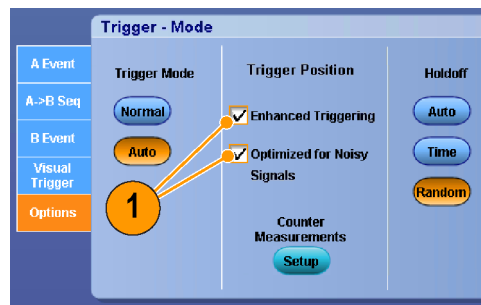 Trigger - Mode
A Event
A->B Seq
B Event
Visual
Trigger
Options
Trigger Mode
Normal
Auto
1
Trigger Position
Enhanced Triggering
Optimized for Noisy
Signals
Counter
Measurements
Setup
Holdoff
Auto
Time
Random